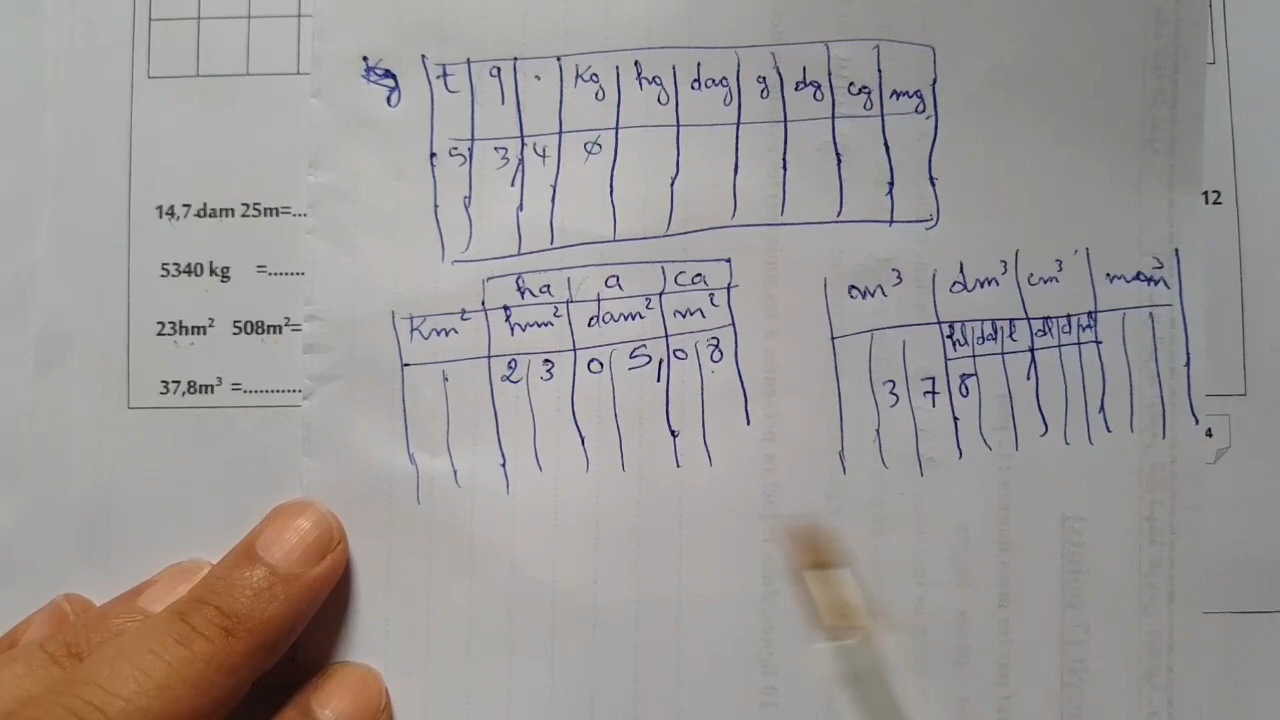 Kg
t q . Kg hg dag g dg cg mg
5 3, 4 0
14,7 dam 25m=...
5340 kg =.......
23hm² 508m²=
37,8m³ =...........
ha a ca
Km² hm² dam² m²
2 3 0 5, 0 8
m³ dm³ cm³ mm³
hl dal l dl cl ml
3 7 8
12
4